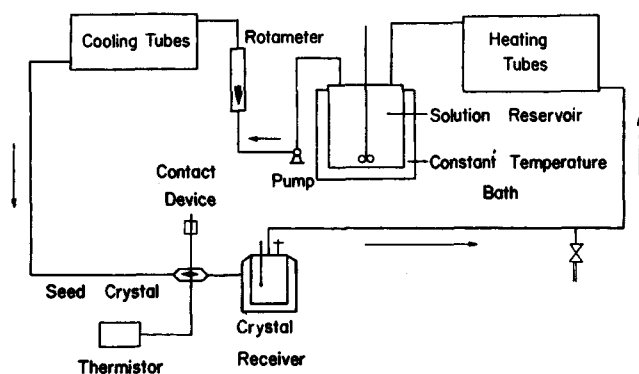 Cooling Tubes
Rotameter
Heating
Tubes
Solution Reservoir
Constant Temperature
Bath
Pump
Contact
Device
Seed Crystal
Crystal
Receiver
Thermistor